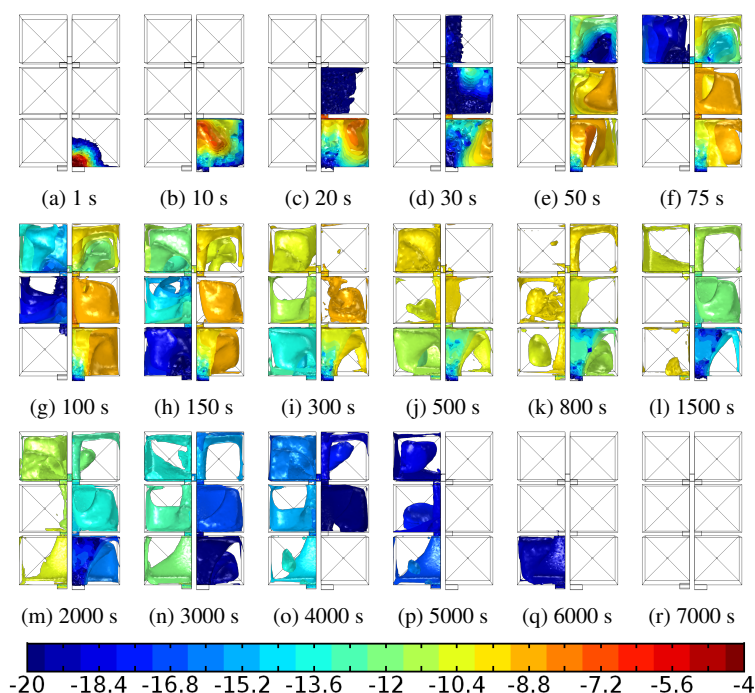 (a) 1 s (b) 10 s (c) 20 s (d) 30 s (e) 50 s (f) 75 s
(g) 100 s (h) 150 s (i) 300 s (j) 500 s (k) 800 s (l) 1500 s
(m) 2000 s (n) 3000 s (o) 4000 s (p) 5000 s (q) 6000 s (r) 7000 s
-20 -18.4 -16.8 -15.2 -13.6 -12 -10.4 -8.8 -7.2 -5.6 -4